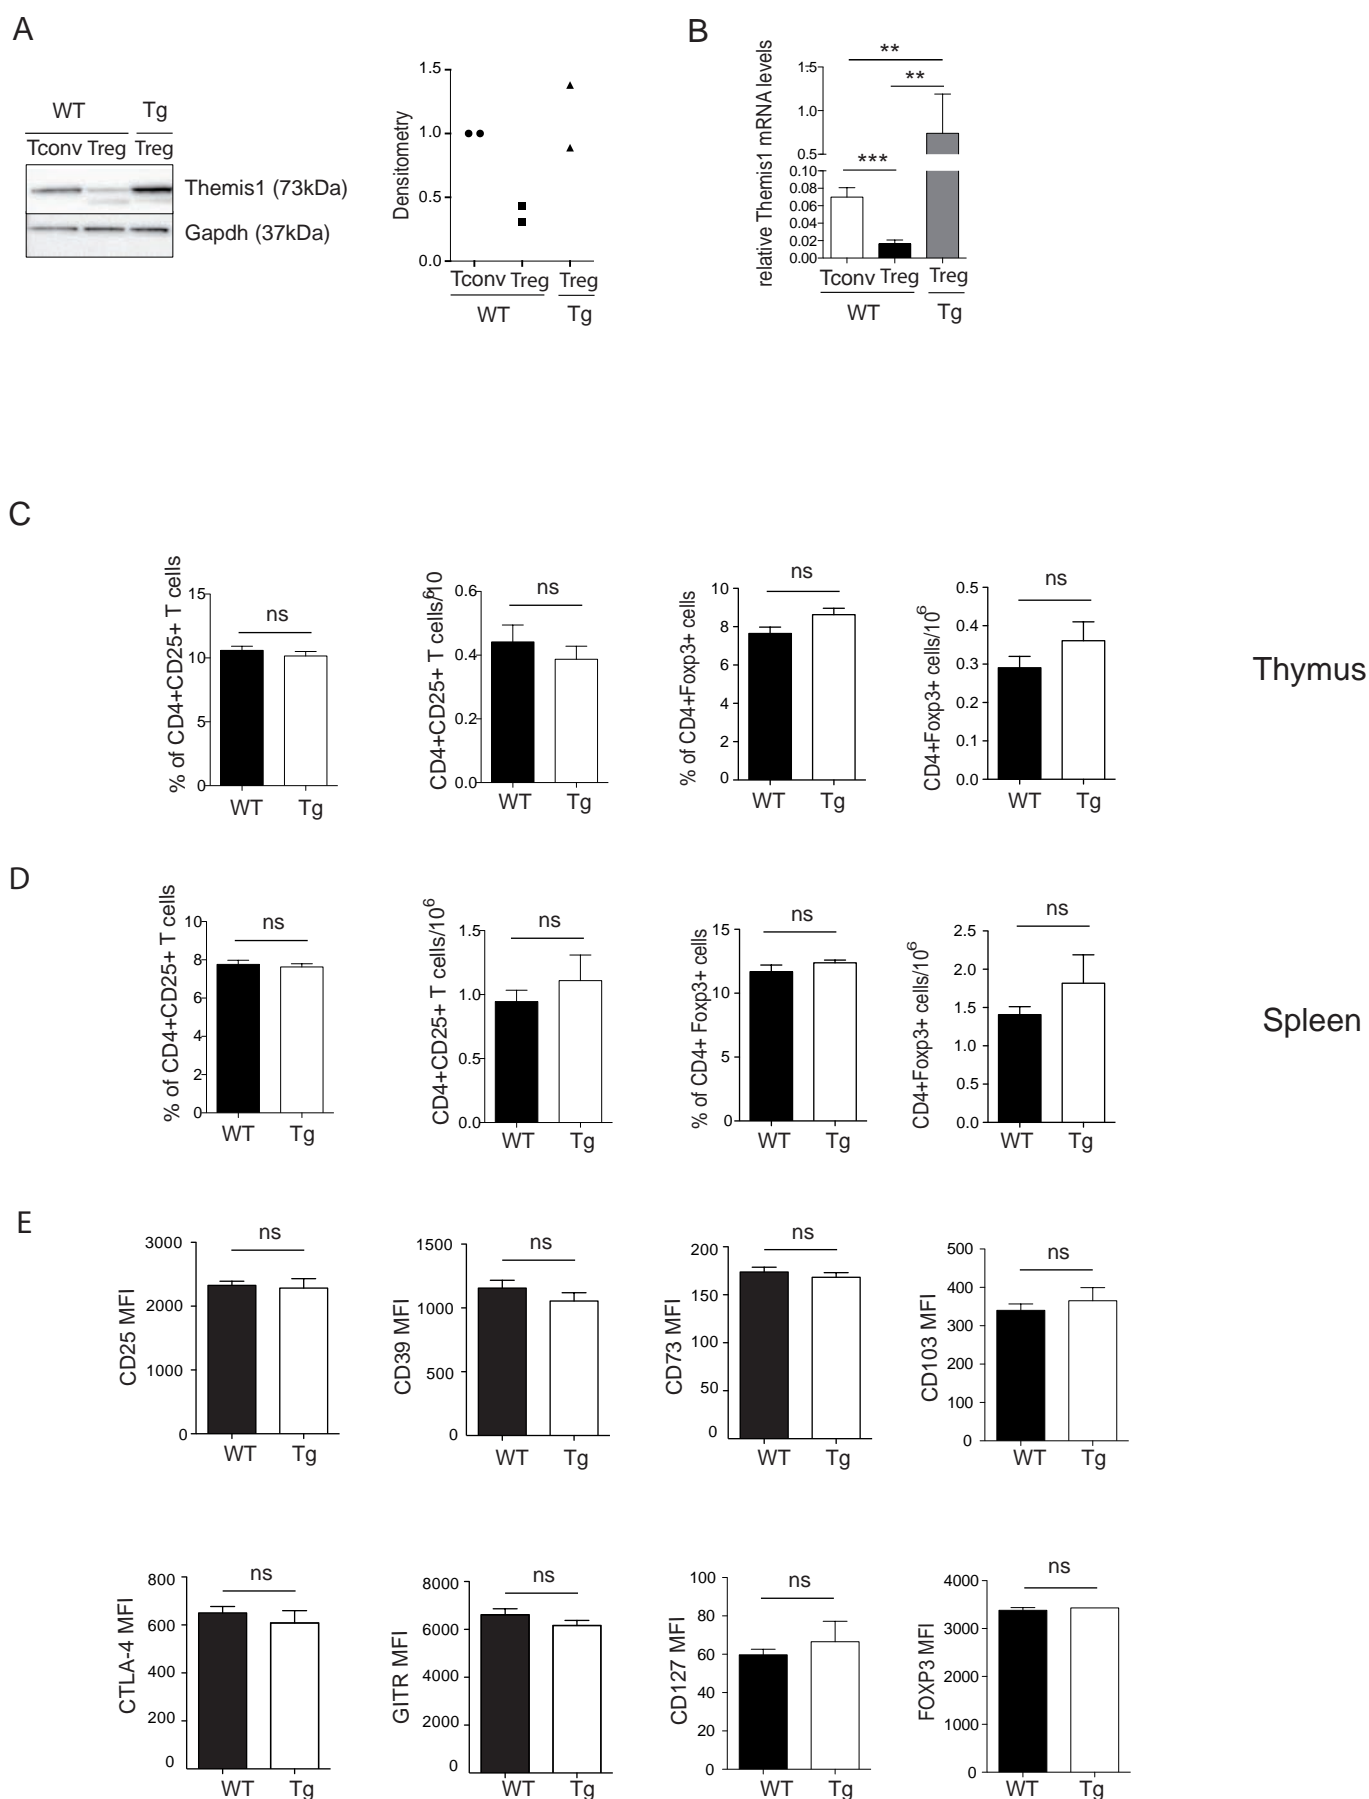 A
WT Tg
Tconv Treg Treg
Themis1 (73kDa)
Gapdh (37kDa)
Densitometry
1.5
1.0
0.5
0.0
Tconv Treg Treg
WT Tg
B
relative Themis1 mRNA levels
**
**
***
1.5
1.0
0.5
0.10
0.08
0.06
0.04
0.02
0.00
Tconv Treg Treg
WT Tg
C
% of CD4+CD25+ T cells
15
10
5
0
ns
WT Tg
CD4+CD25+ T cells/10⁶
0.6
0.4
0.2
0.0
ns
WT Tg
% of CD4+Foxp3+ cells
10
8
6
4
2
0
ns
WT Tg
CD4+Foxp3+ cells/10⁶
0.5
0.4
0.3
0.2
0.1
0.0
ns
WT Tg
Thymus
D
% of CD4+CD25+ T cells
10
8
6
4
2
0
ns
WT Tg
CD4+CD25+ T cells/10⁶
1.5
1.0
0.5
0.0
ns
WT Tg
% of CD4+ Foxp3+ cells
15
10
5
0
ns
WT Tg
CD4+Foxp3+ cells/10⁶
2.5
2.0
1.5
1.0
0.5
0.0
ns
WT Tg
Spleen
E
CD25 MFI
3000
2000
1000
0
ns
WT Tg
CD39 MFI
1500
1000
500
0
ns
WT Tg
CD73 MFI
200
150
100
50
0
ns
WT Tg
CD103 MFI
500
400
300
200
100
0
ns
WT Tg
CTLA-4 MFI
800
600
400
200
0
ns
WT Tg
GITR MFI
8000
6000
4000
2000
0
ns
WT Tg
CD127 MFI
100
80
60
40
20
0
ns
WT Tg
FOXP3 MFI
4000
3000
2000
1000
0
ns
WT Tg